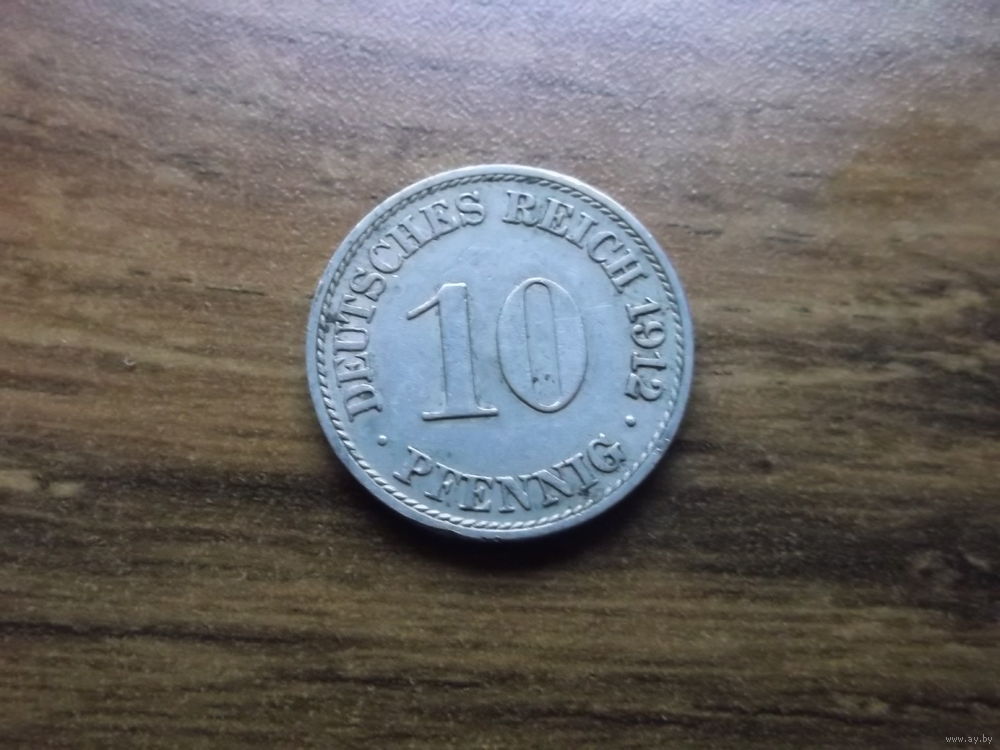 DEUTSCHES REICH 1912
10
· PFENNIG ·
www.ay.by